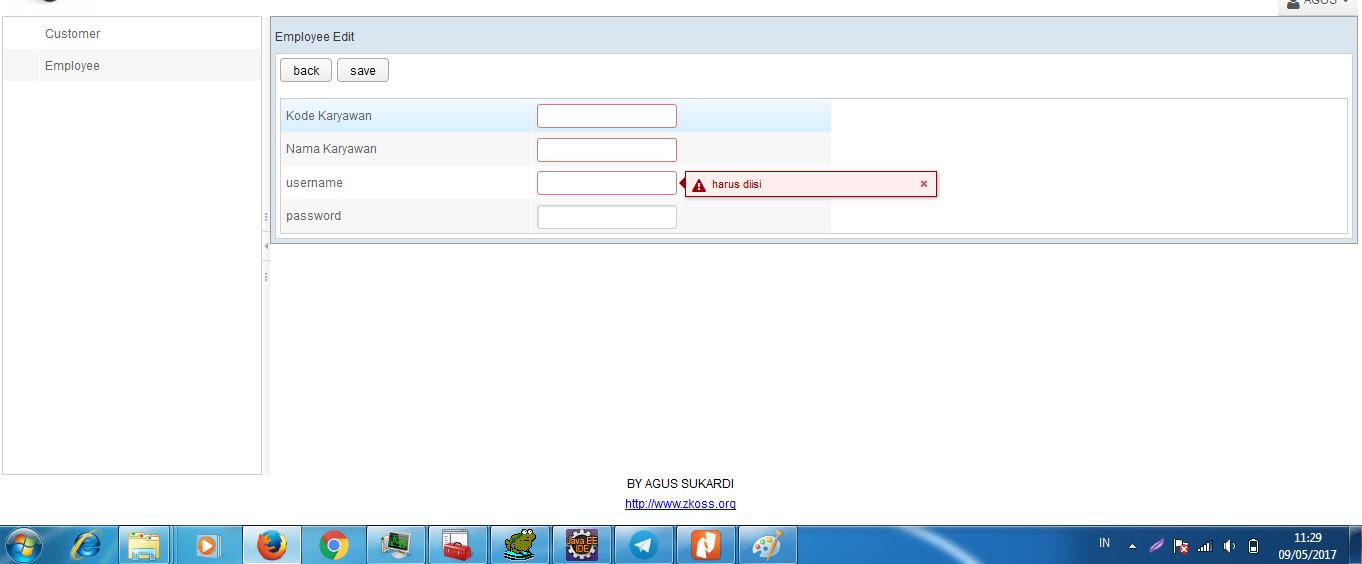 AGUS
Customer
Employee
Employee Edit
back
save
Kode Karyawan
Nama Karyawan
username
harus diisi
password
BY AGUS SUKARDI
http://www.zkoss.org
Java EE
IDE
IN
11:29
09/05/2017